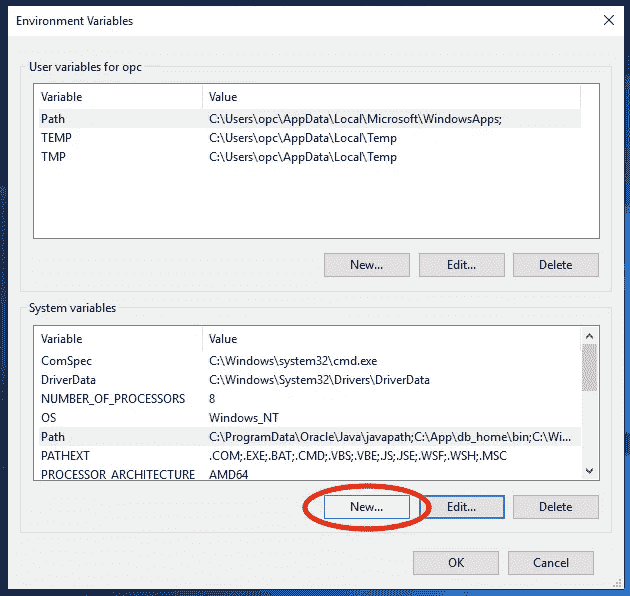 Environment Variables
User variables for opc
Variable Value
Path C:\Users\opc\AppData\Local\Microsoft\WindowsApps;
TEMP C:\Users\opc\AppData\Local\Temp
TMP C:\Users\opc\AppData\Local\Temp
New... Edit... Delete
System variables
Variable Value
ComSpec C:\Windows\system32\cmd.exe
DriverData C:\Windows\System32\Drivers\DriverData
NUMBER_OF_PROCESSORS 8
OS Windows_NT
Path C:\ProgramData\Oracle\Java\javapath;C:\App\db_home\bin;C:\Wi...
PATHEXT .COM;.EXE;.BAT;.CMD;.VBS;.VBE;.JS;.JSE;.WSF;.WSH;.MSC
PROCESSOR_ARCHITECTURE AMD64
New... Edit... Delete
OK Cancel